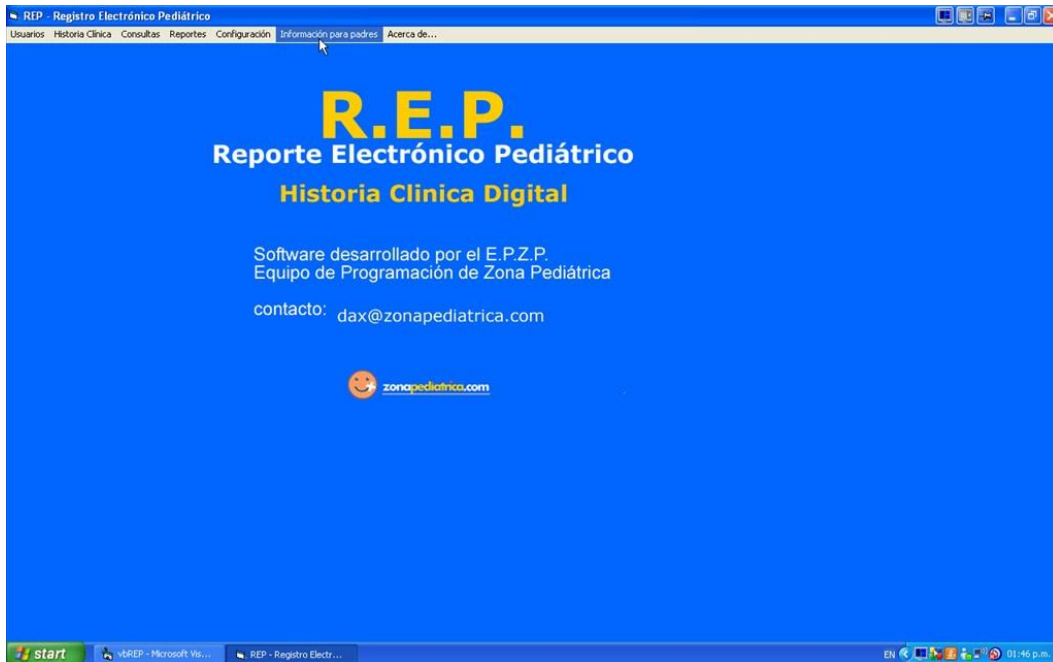 REP - Registro Electrónico Pediátrico
Usuarios Historia Clínica Consultas Reportes Configuración Información para padres Acerca de...
R.E.P.
Reporte Electrónico Pediátrico
Historia Clinica Digital
Software desarrollado por el E.P.Z.P.
Equipo de Programación de Zona Pediátrica
contacto: dax@zonapediatrica.com
zonapediatrica.com
start vbREP - Microsoft Vis... REP - Registro Electr... EN 01:46 p.m.